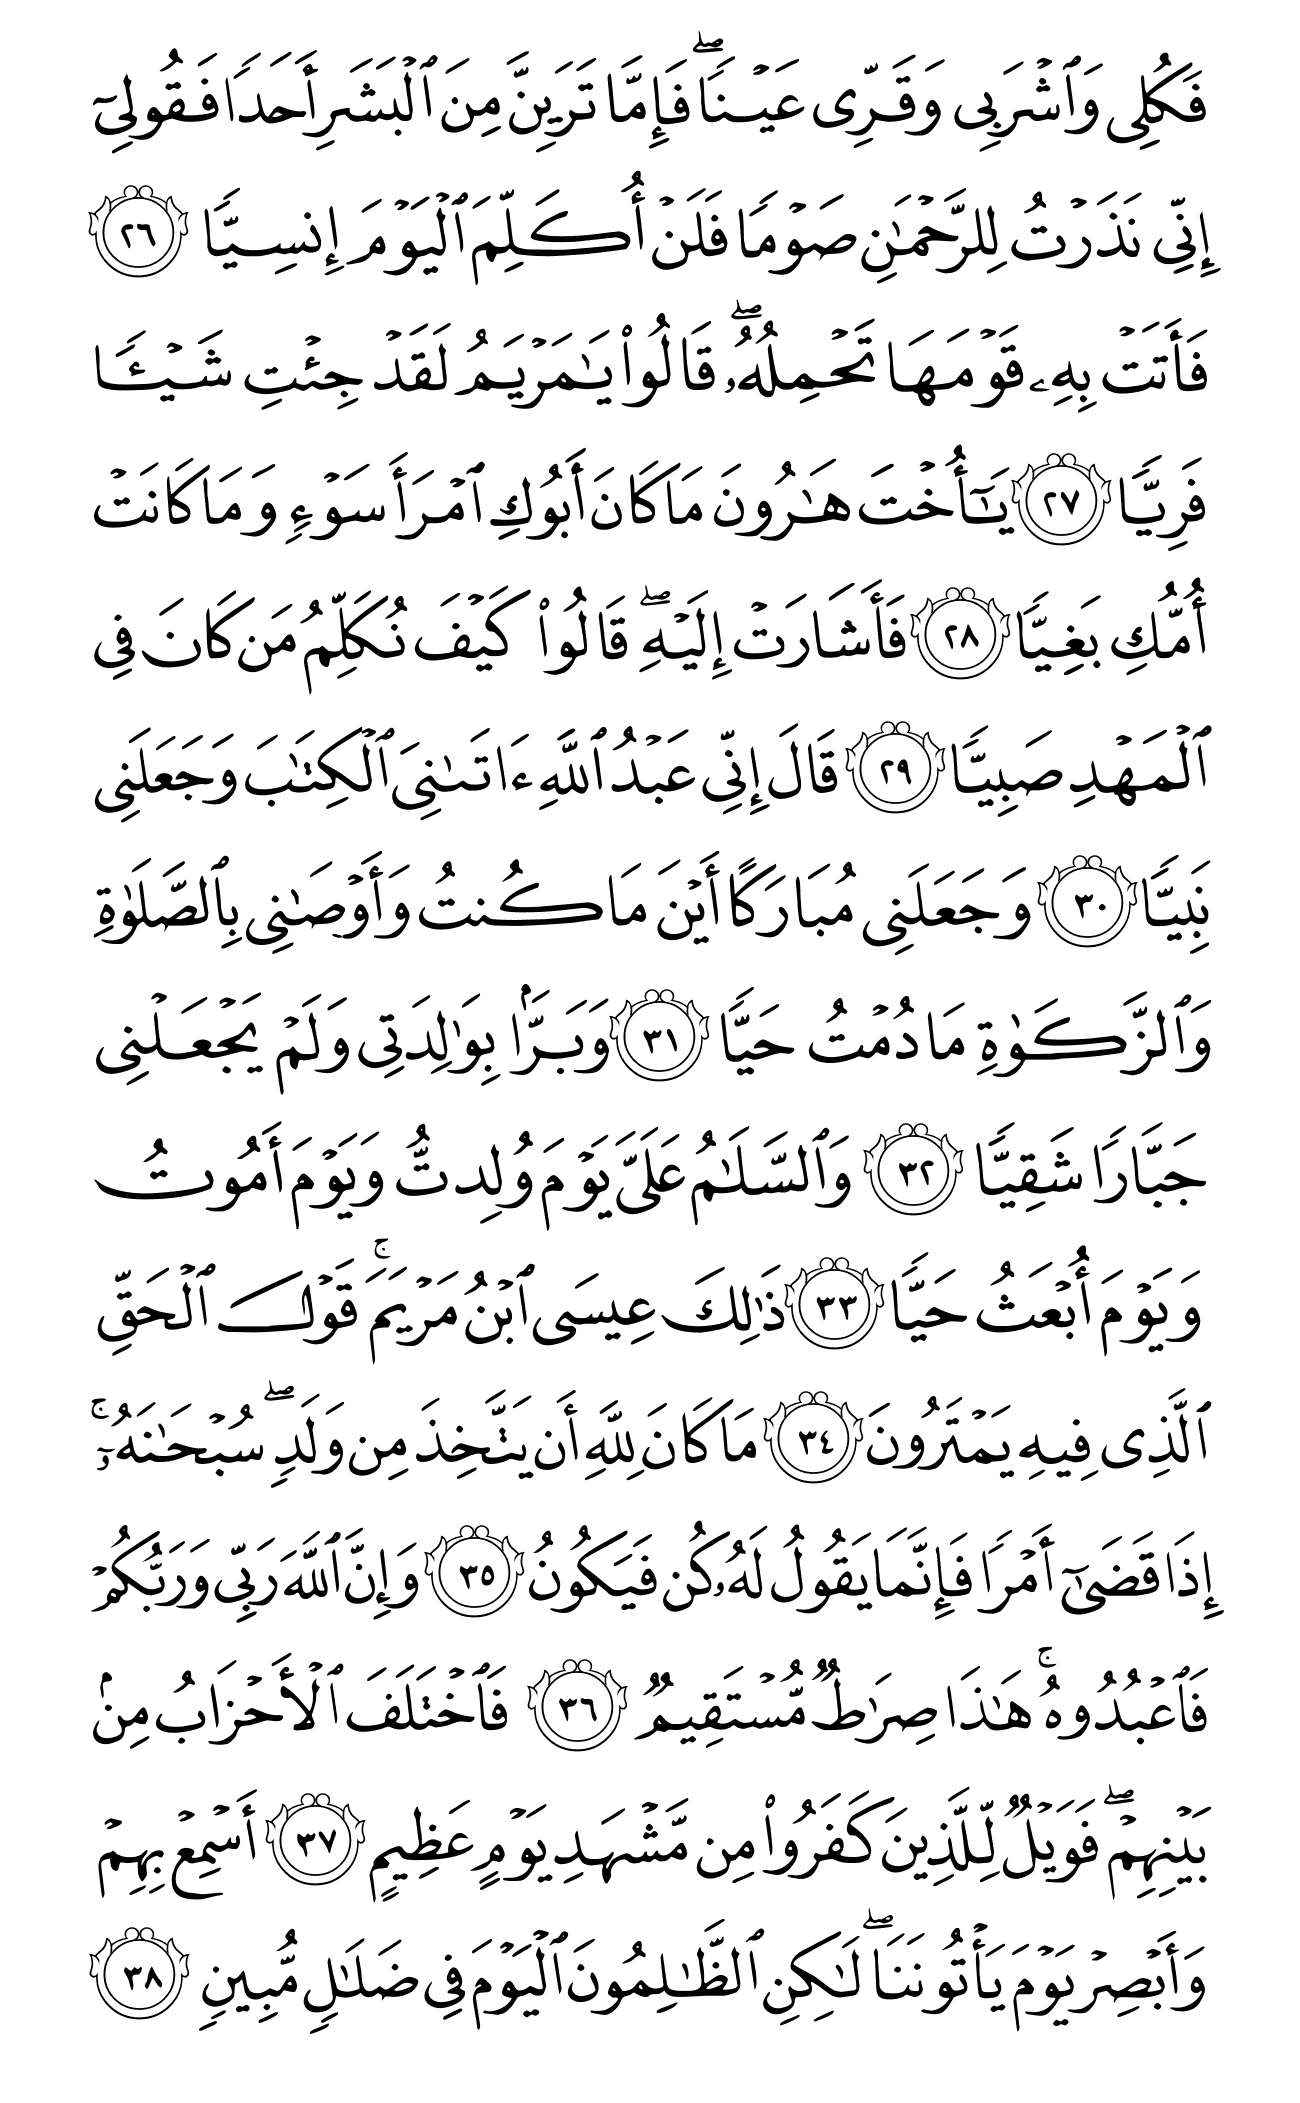 فَكُلِى وَٱشْرَبِى وَقَرِّى عَيْنًۭا ۖ فَإِمَّا تَرَيِنَّ مِنَ ٱلْبَشَرِ أَحَدًۭا فَقُولِىٓ
إِنِّى نَذَرْتُ لِلرَّحْمَـٰنِ صَوْمًۭا فَلَنْ أُكَلِّمَ ٱلْيَوْمَ إِنسِيًّۭا ٢٦
فَأَتَتْ بِهِۦ قَوْمَهَا تَحْمِلُهُۥ ۖ قَالُوا۟ يَـٰمَرْيَمُ لَقَدْ جِئْتِ شَيْـًۭٔا
فَرِيًّۭا ٢٧ يَـٰٓأُخْتَ هَـٰرُونَ مَا كَانَ أَبُوكِ ٱمْرَأَ سَوْءٍۢ وَمَا كَانَتْ
أُمُّكِ بَغِيًّۭا ٢٨ فَأَشَارَتْ إِلَيْهِ ۖ قَالُوا۟ كَيْفَ نُكَلِّمُ مَن كَانَ فِى
ٱلْمَهْدِ صَبِيًّۭا ٢٩ قَالَ إِنِّى عَبْدُ ٱللَّهِ ءَاتَىٰنِىَ ٱلْكِتَـٰبَ وَجَعَلَنِى
نَبِيًّۭا ٣٠ وَجَعَلَنِى مُبَارَكًا أَيْنَ مَا كُنتُ وَأَوْصَـٰنِى بِٱلصَّلَوٰةِ
وَٱلزَّكَوٰةِ مَا دُمْتُ حَيًّۭا ٣١ وَبَرًّۢا بِوَٰلِدَتِى وَلَمْ يَجْعَلْنِى
جَبَّارًۭا شَقِيًّۭا ٣٢ وَٱلسَّلَـٰمُ عَلَىَّ يَوْمَ وُلِدتُّ وَيَوْمَ أَمُوتُ
وَيَوْمَ أُبْعَثُ حَيًّۭا ٣٣ ذَٰلِكَ عِيسَى ٱبْنُ مَرْيَمَ ۚ قَوْلَ ٱلْحَقِّ
ٱلَّذِى فِيهِ يَمْتَرُونَ ٣٤ مَا كَانَ لِلَّهِ أَن يَتَّخِذَ مِن وَلَدٍۢ ۖ سُبْحَـٰنَهُۥٓ ۚ
إِذَا قَضَىٰٓ أَمْرًۭا فَإِنَّمَا يَقُولُ لَهُۥ كُن فَيَكُونُ ٣٥ وَإِنَّ ٱللَّهَ رَبِّى وَرَبُّكُمْ
فَٱعْبُدُوهُ ۚ هَـٰذَا صِرَٰطٌۭ مُّسْتَقِيمٌۭ ٣٦ فَٱخْتَلَفَ ٱلْأَحْزَابُ مِنۢ
بَيْنِهِمْ ۖ فَوَيْلٌۭ لِّلَّذِينَ كَفَرُوا۟ مِن مَّشْهَدِ يَوْمٍ عَظِيمٍ ٣٧ أَسْمِعْ بِهِمْ
وَأَبْصِرْ يَوْمَ يَأْتُونَنَا ۖ لَـٰكِنِ ٱلظَّـٰلِمُونَ ٱلْيَوْمَ فِى ضَلَـٰلٍۢ مُّبِينٍۢ ٣٨